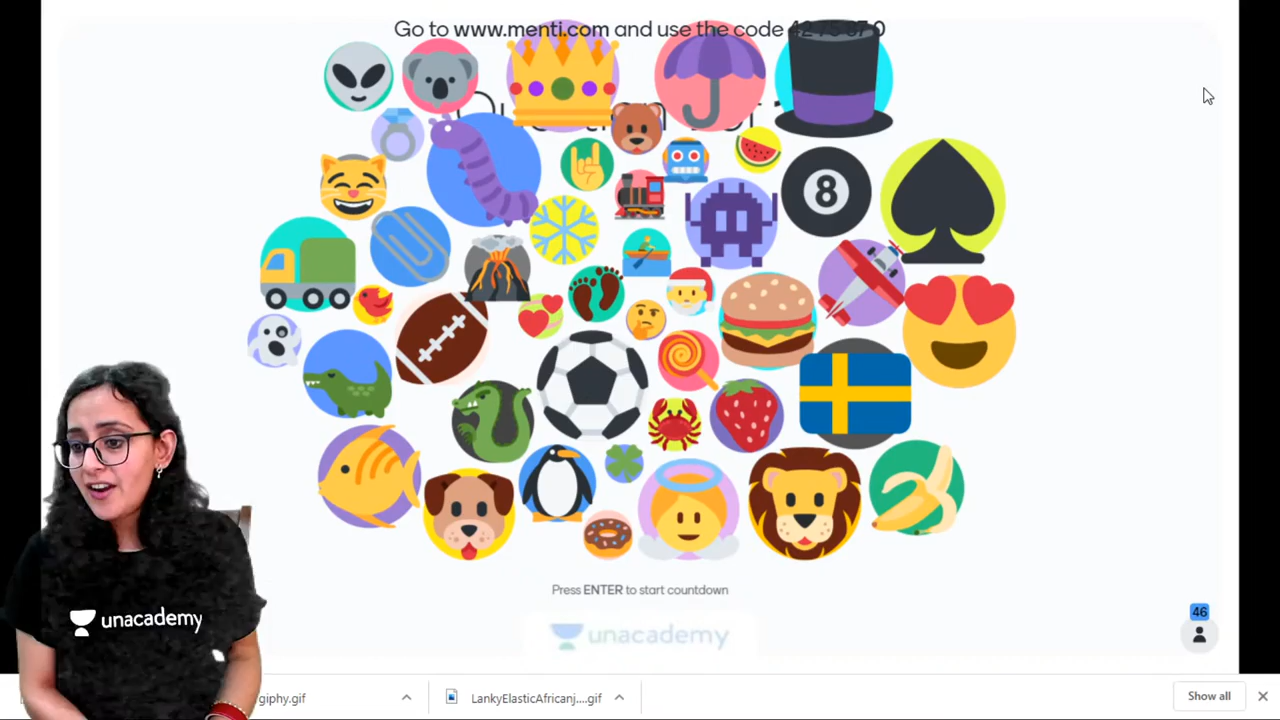 Go to www.menti.com and use the code
8
Press ENTER to start countdown
unacademy
unacademy
46
giphy.gif
LankyElasticAfricanj....gif
Show all